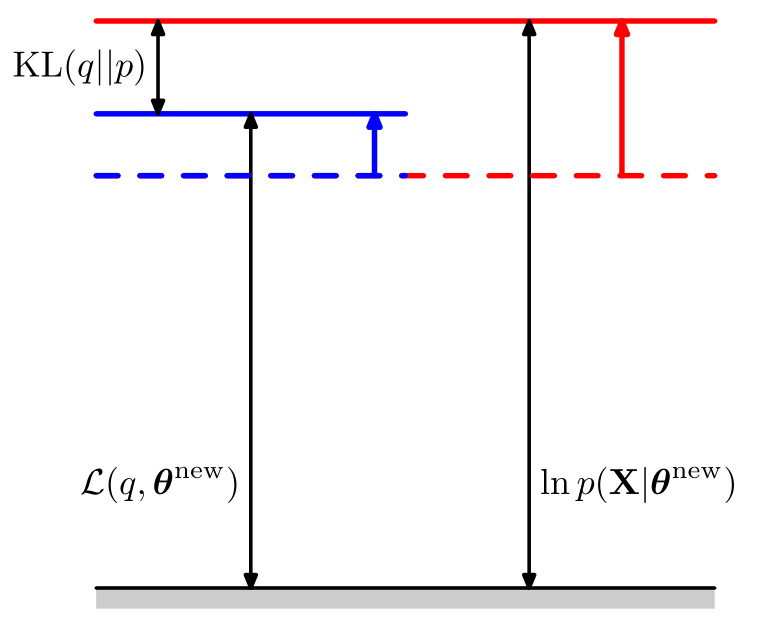 KL(q||p)
ℒ(q, θ^new)
ln p(X|θ^new)